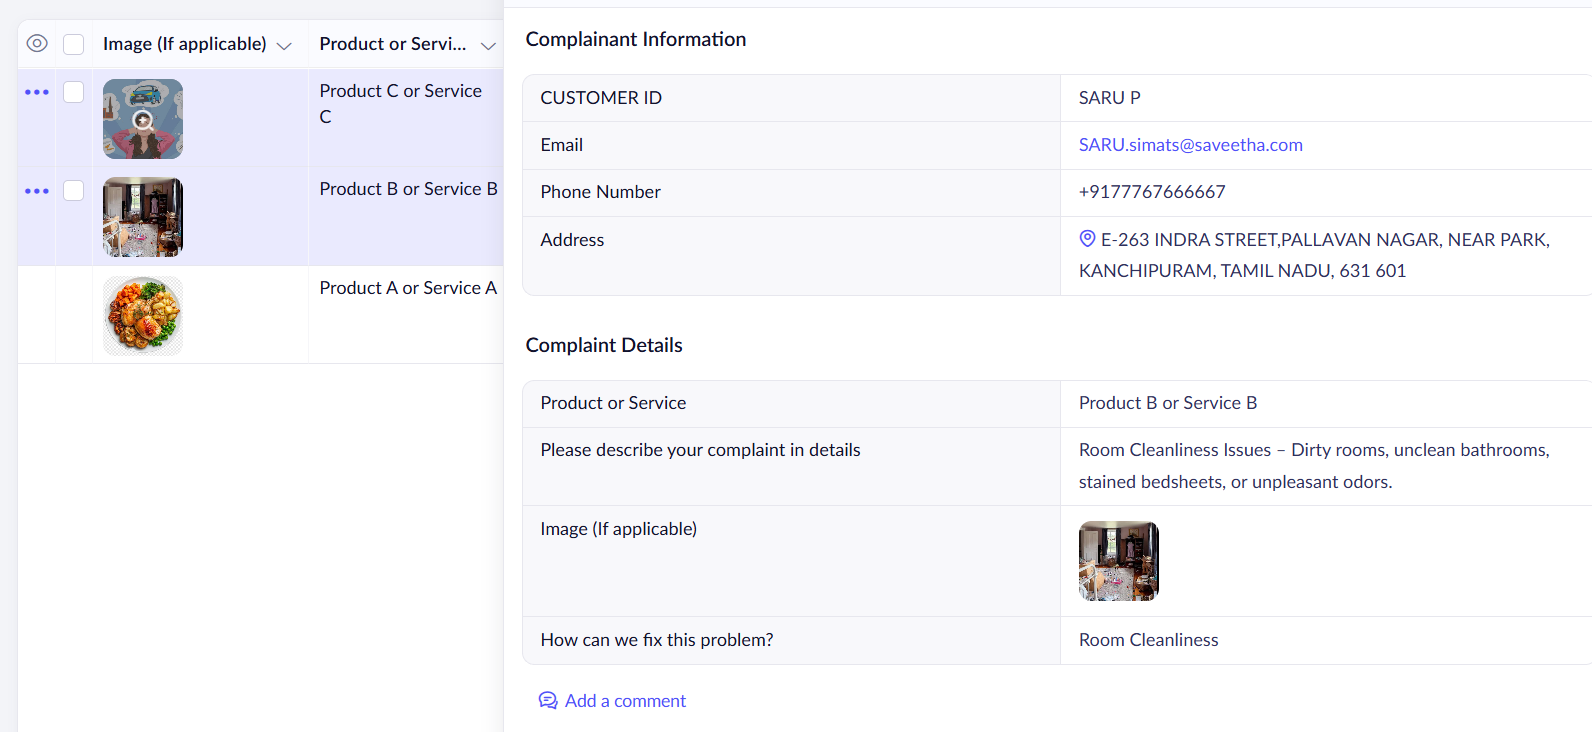 Image (If applicable)
Product or Servi...
Product C or Service
C
Product B or Service B
Product A or Service A
Complainant Information
CUSTOMER ID
SARU P
Email
SARU.simats@saveetha.com
Phone Number
+9177767666667
Address
E-263 INDRA STREET,PALLAVAN NAGAR, NEAR PARK,
KANCHIPURAM, TAMIL NADU, 631 601
Complaint Details
Product or Service
Product B or Service B
Please describe your complaint in details
Room Cleanliness Issues – Dirty rooms, unclean bathrooms,
stained bedsheets, or unpleasant odors.
Image (If applicable)
How can we fix this problem?
Room Cleanliness
Add a comment